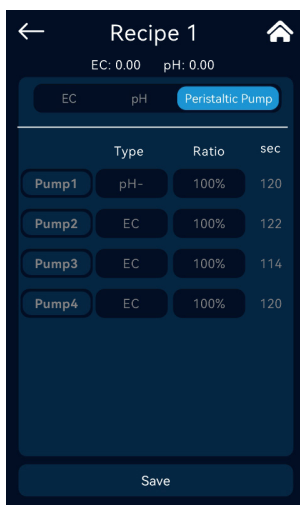 Recipe 1
EC: 0.00 pH: 0.00
EC pH Peristaltic Pump
Type Ratio sec
Pump1 pH- 100% 120
Pump2 EC 100% 122
Pump3 EC 100% 114
Pump4 EC 100% 120
Save